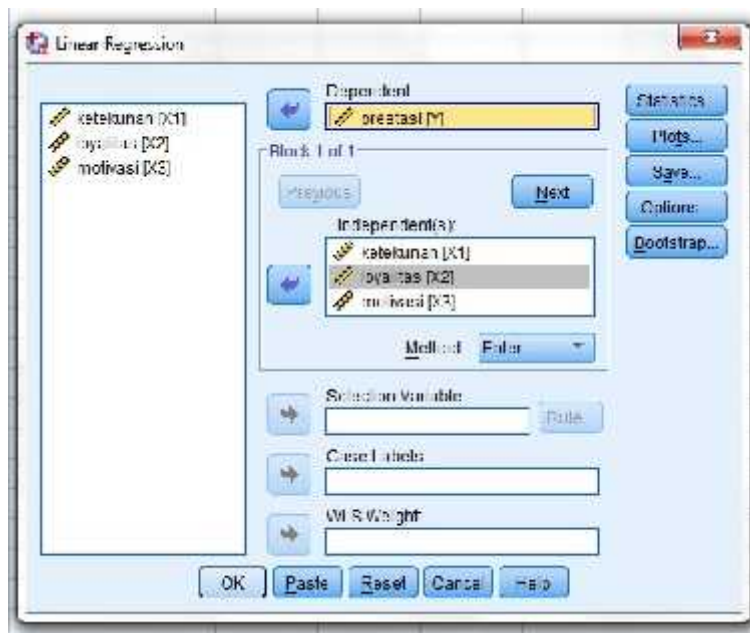 Linear Regression
ketekunan [X1]
loyalitas [X2]
motivasi [X3]
Dependent
prestasi [Y]
Block 1 of 1
Previous
Next
Independent(s):
ketekunan [X1]
loyalitas [X2]
motivasi [X3]
Method: Enter
Selection Variable:
Rule...
Case Labels:
WLS Weight:
Statistics...
Plots...
Save...
Options...
Bootstrap...
OK
Paste
Reset
Cancel
Help